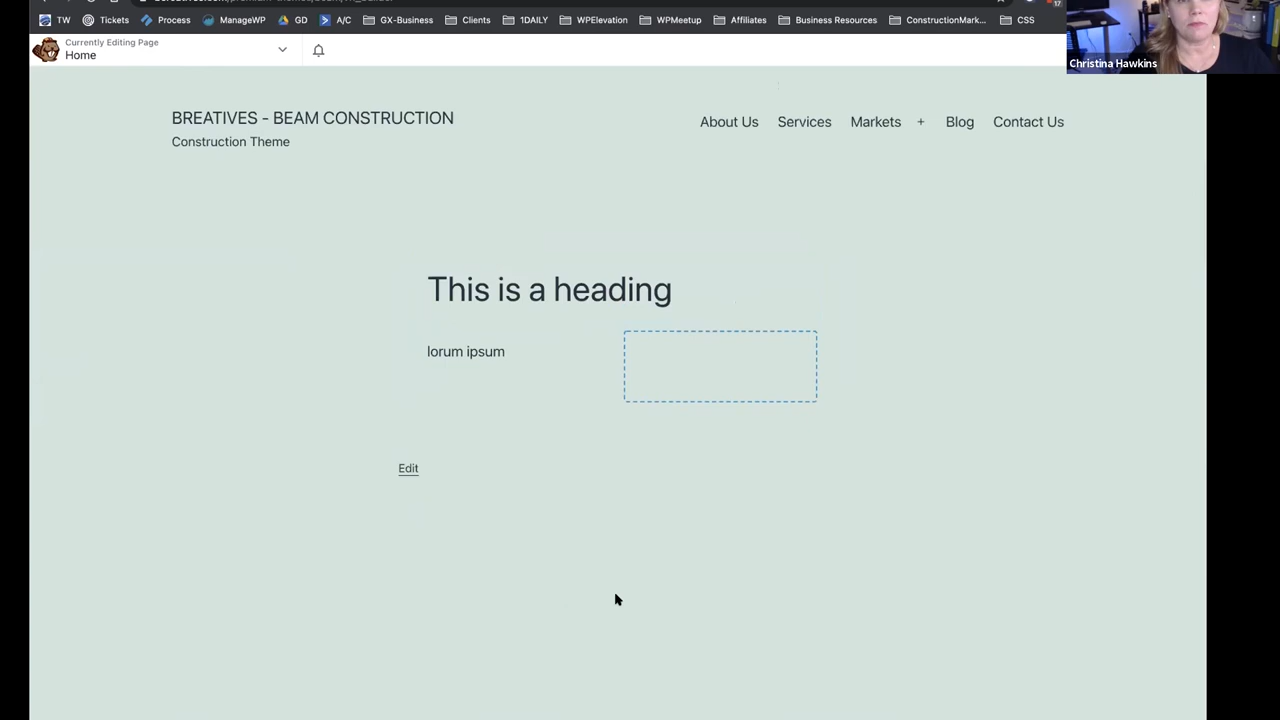 TW Tickets Process ManageWP GD A/C GX-Business Clients 1DAILY WPElevation WPMeetup Affiliates Business Resources ConstructionMark... CSS
17
Currently Editing Page
Home
Christina Hawkins
BREATIVES - BEAM CONSTRUCTION
Construction Theme
About Us Services Markets + Blog Contact Us
This is a heading
lorum ipsum
Edit